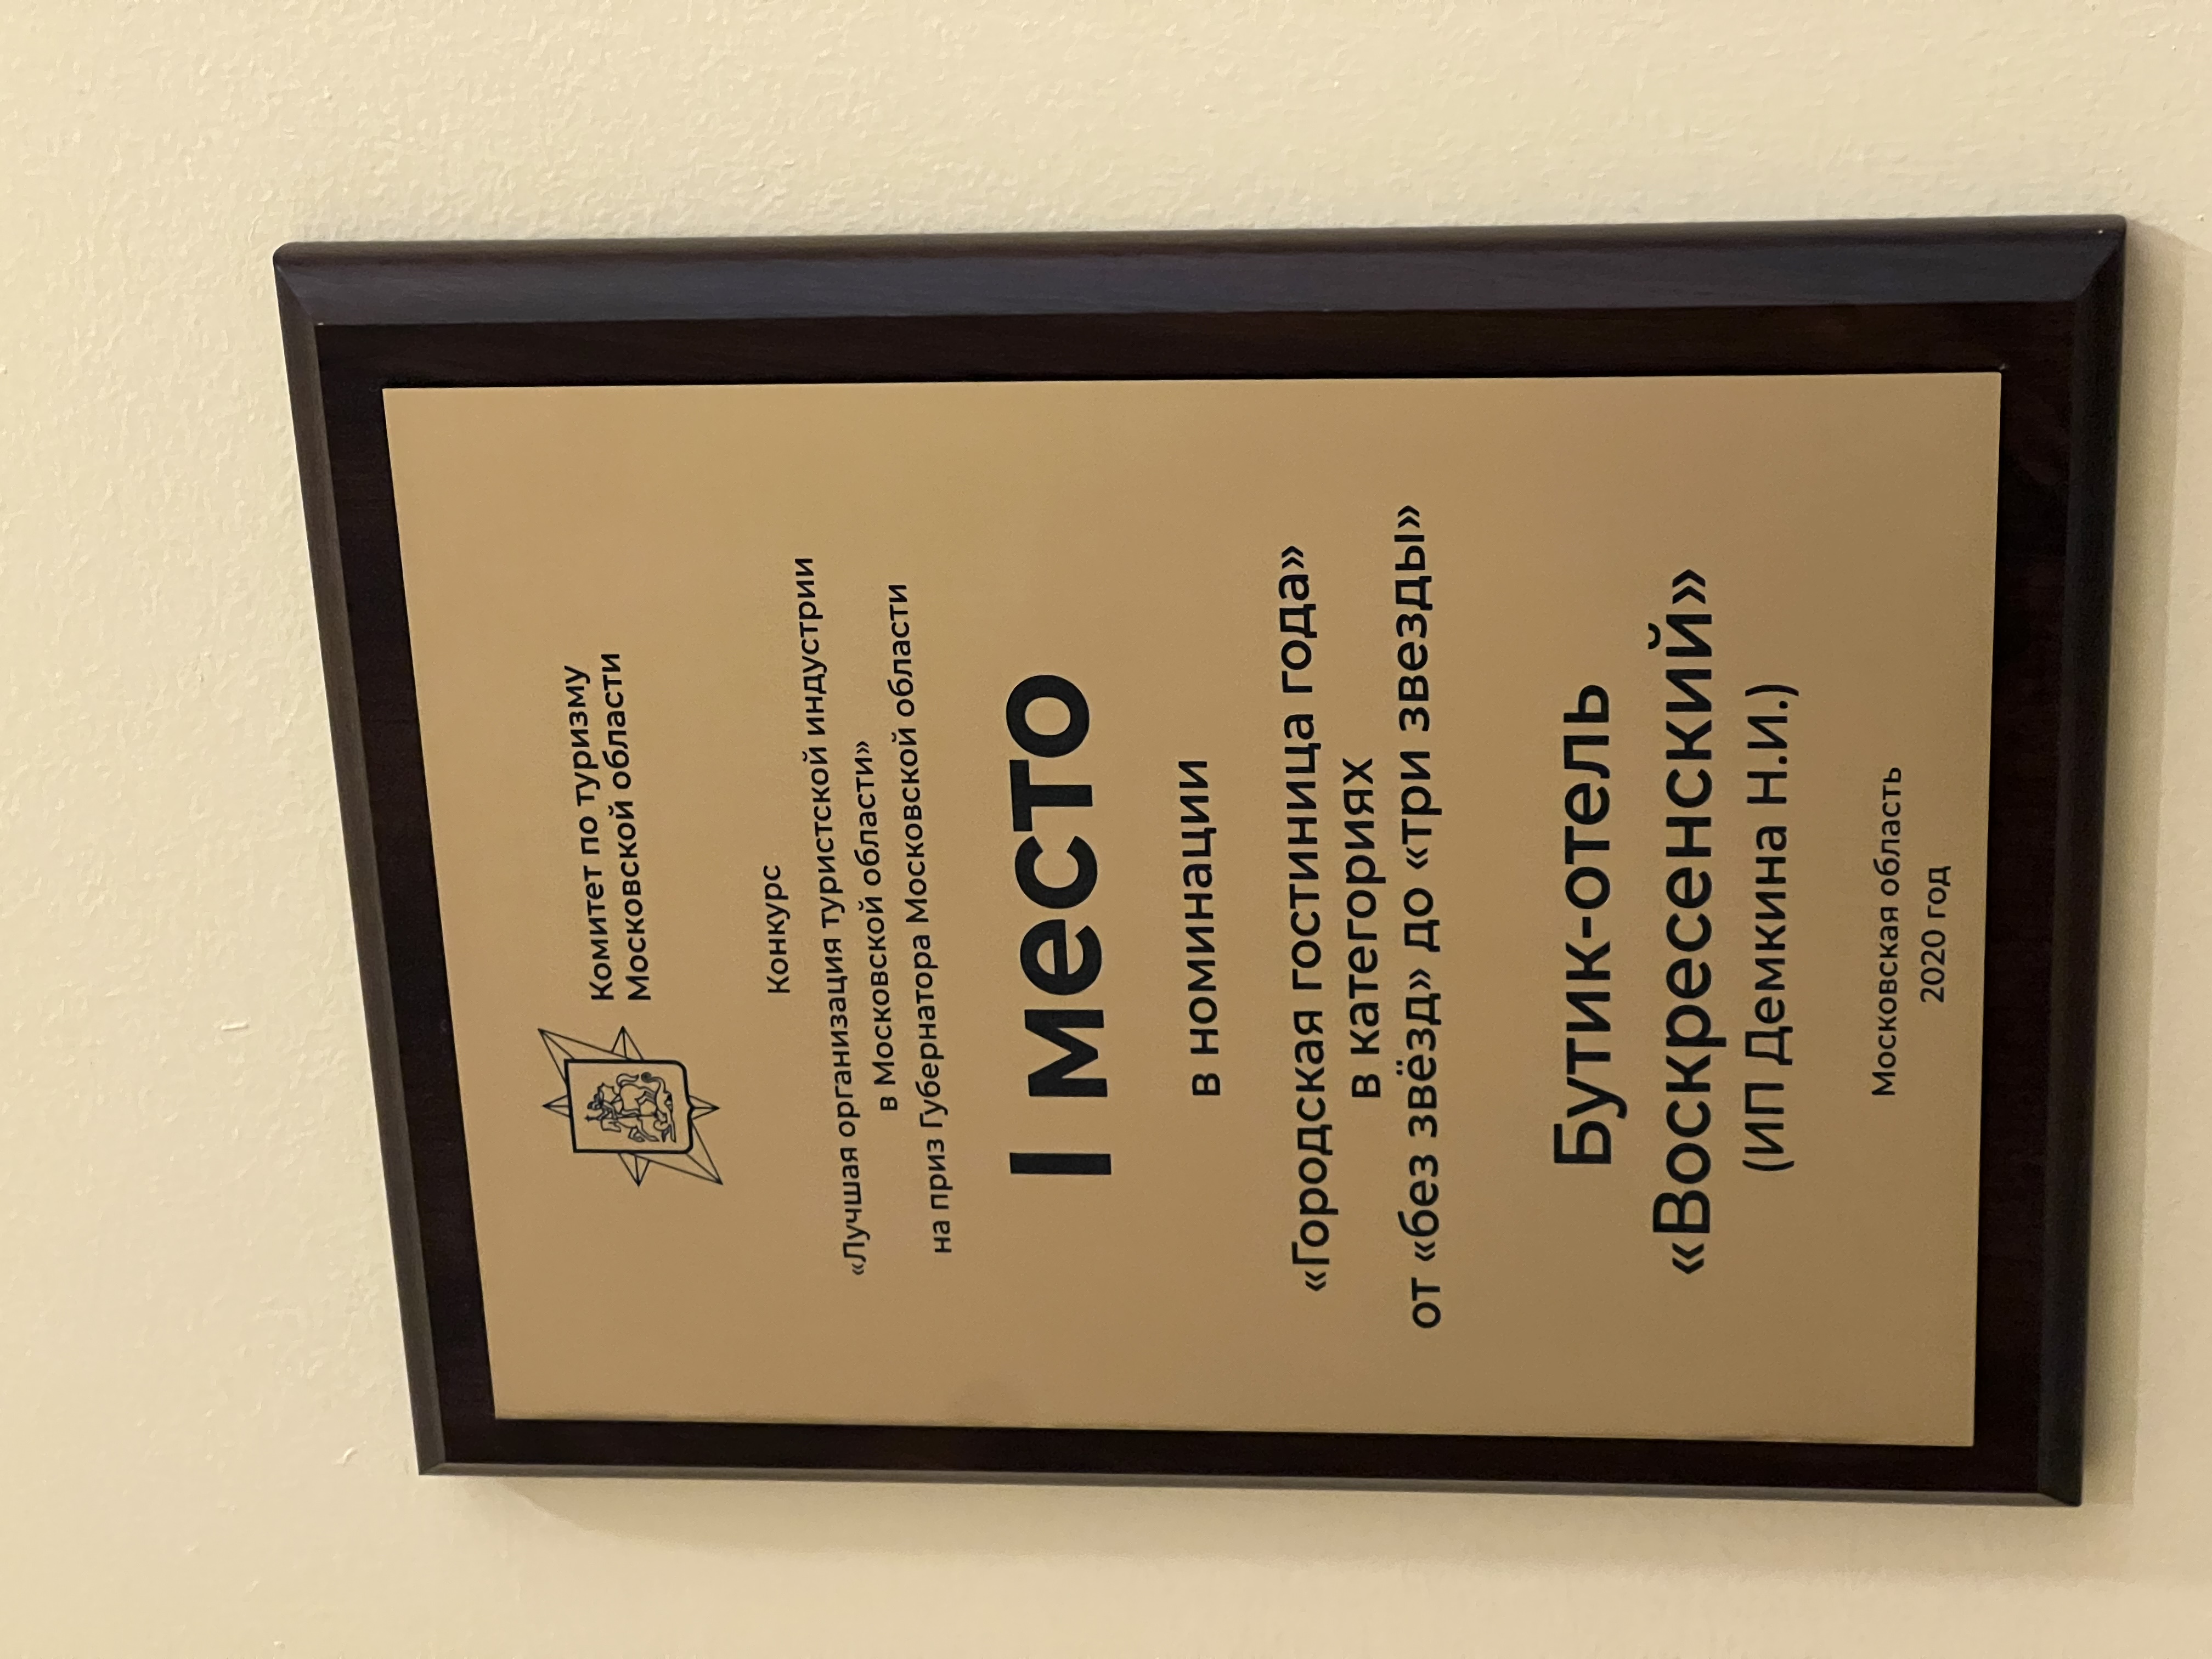 Комитет по туризму
Московской области
Конкурс
«Лучшая организация туристской индустрии
в Московской области»
на приз Губернатора Московской области
I место
в номинации
«Городская гостиница года»
в категориях
от «без звёзд» до «три звезды»
Бутик-отель
«Воскресенский»
(ИП Демкина Н.И.)
Московская область
2020 год